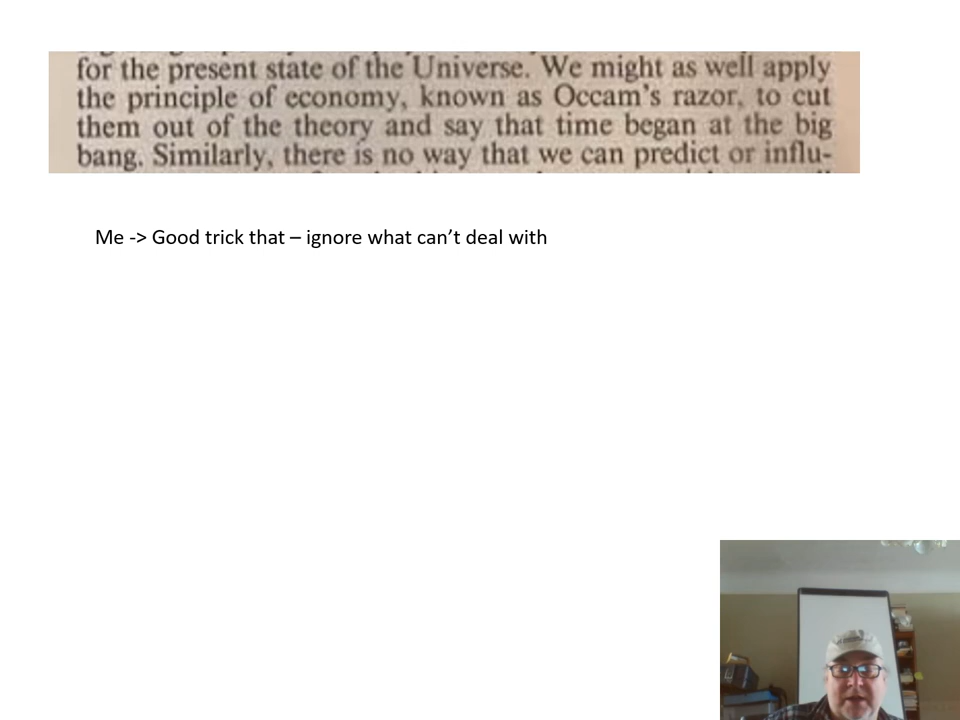 for the present state of the Universe. We might as well apply
the principle of economy, known as Occam's razor, to cut
them out of the theory and say that time began at the big
bang. Similarly, there is no way that we can predict or influ-
Me -> Good trick that – ignore what can't deal with